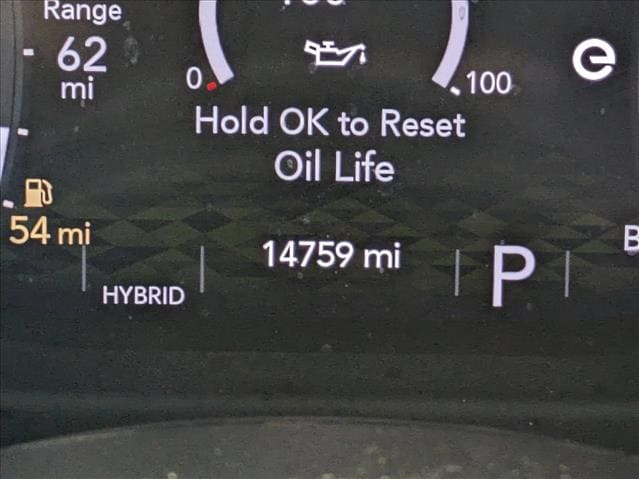 Range
62
mi
0
100
Hold OK to Reset
Oil Life
54 mi
HYBRID
14759 mi
P
e